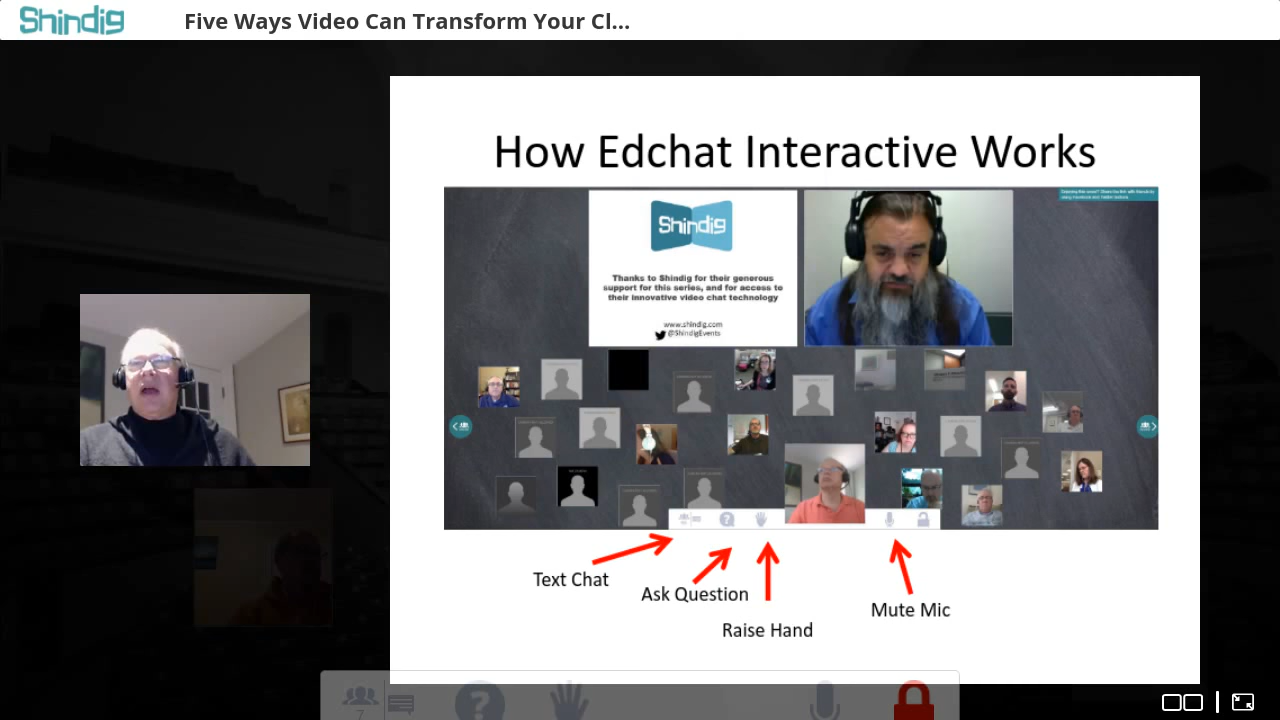 Shindig
Five Ways Video Can Transform Your Cl...
How Edchat Interactive Works
Shindig
Thanks to Shindig for their generous
support for this series, and for access to
their innovative video chat technology
www.shindig.com
@ShindigEvents
Text Chat
Ask Question
Raise Hand
Mute Mic
7